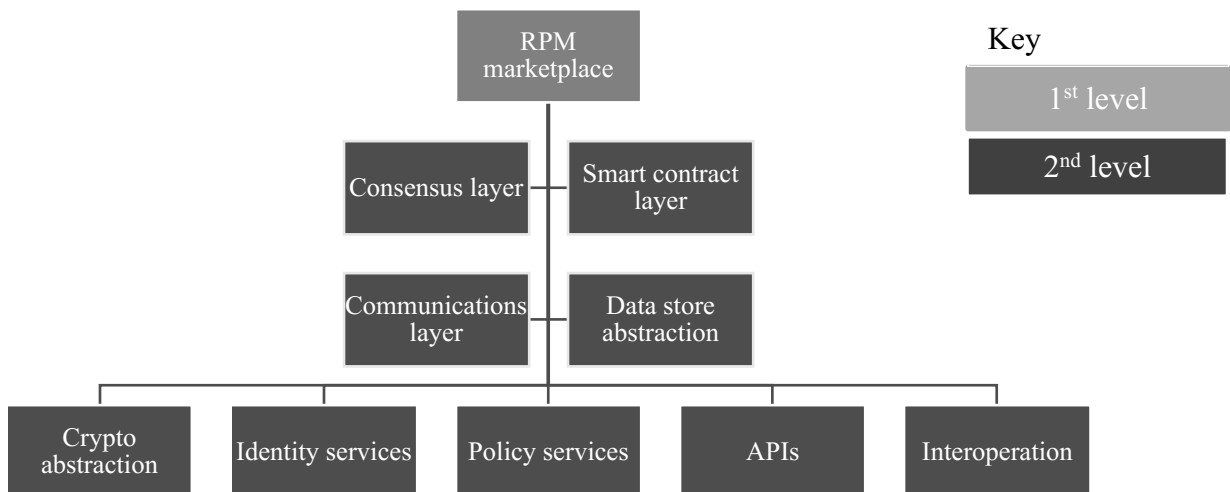 RPM
marketplace
Key
1st level
2nd level
Consensus layer
Smart contract
layer
Communications
layer
Data store
abstraction
Crypto
abstraction
Identity services
Policy services
APIs
Interoperation